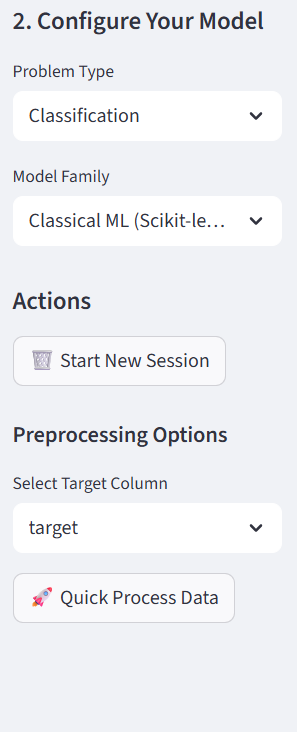 2. Configure Your Model
Problem Type
Classification
Model Family
Classical ML (Scikit-le...
Actions
Start New Session
Preprocessing Options
Select Target Column
target
Quick Process Data